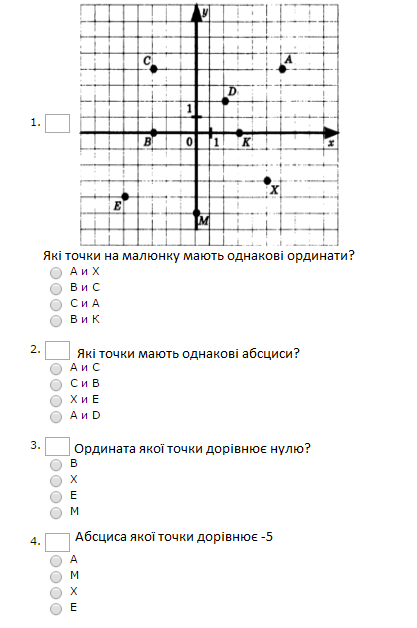 y
C
A
D
1
1.
B
0
1
K
x
X
E
M
Які точки на малюнку мають однакові ординати?
А и Х
В и С
С и А
В и К
2.
Які точки мають однакові абсциси?
А и С
С и В
Х и Е
А и D
3.
Ордината якої точки дорівнює нулю?
В
Х
Е
М
4.
Абсциса якої точки дорівнює -5
А
М
Х
Е